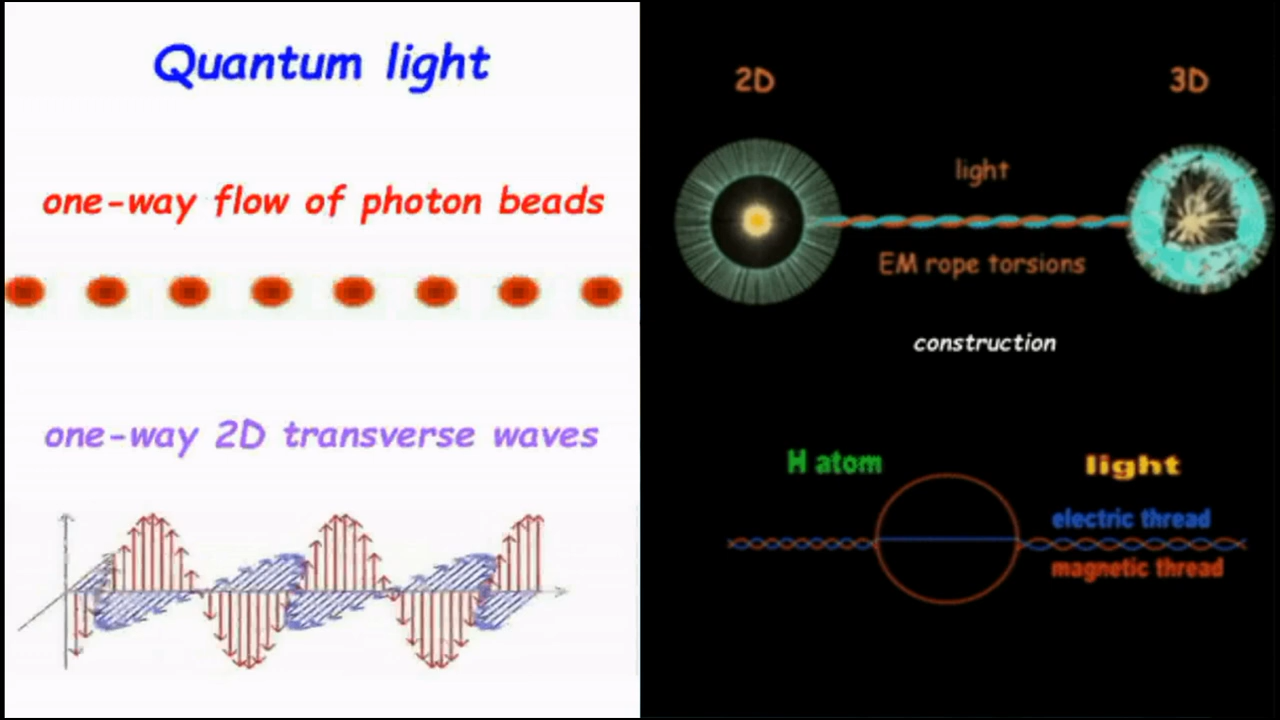 Quantum light
one-way flow of photon beads
one-way 2D transverse waves
2D
3D
light
EM rope torsions
construction
H atom
light
electric thread
magnetic thread